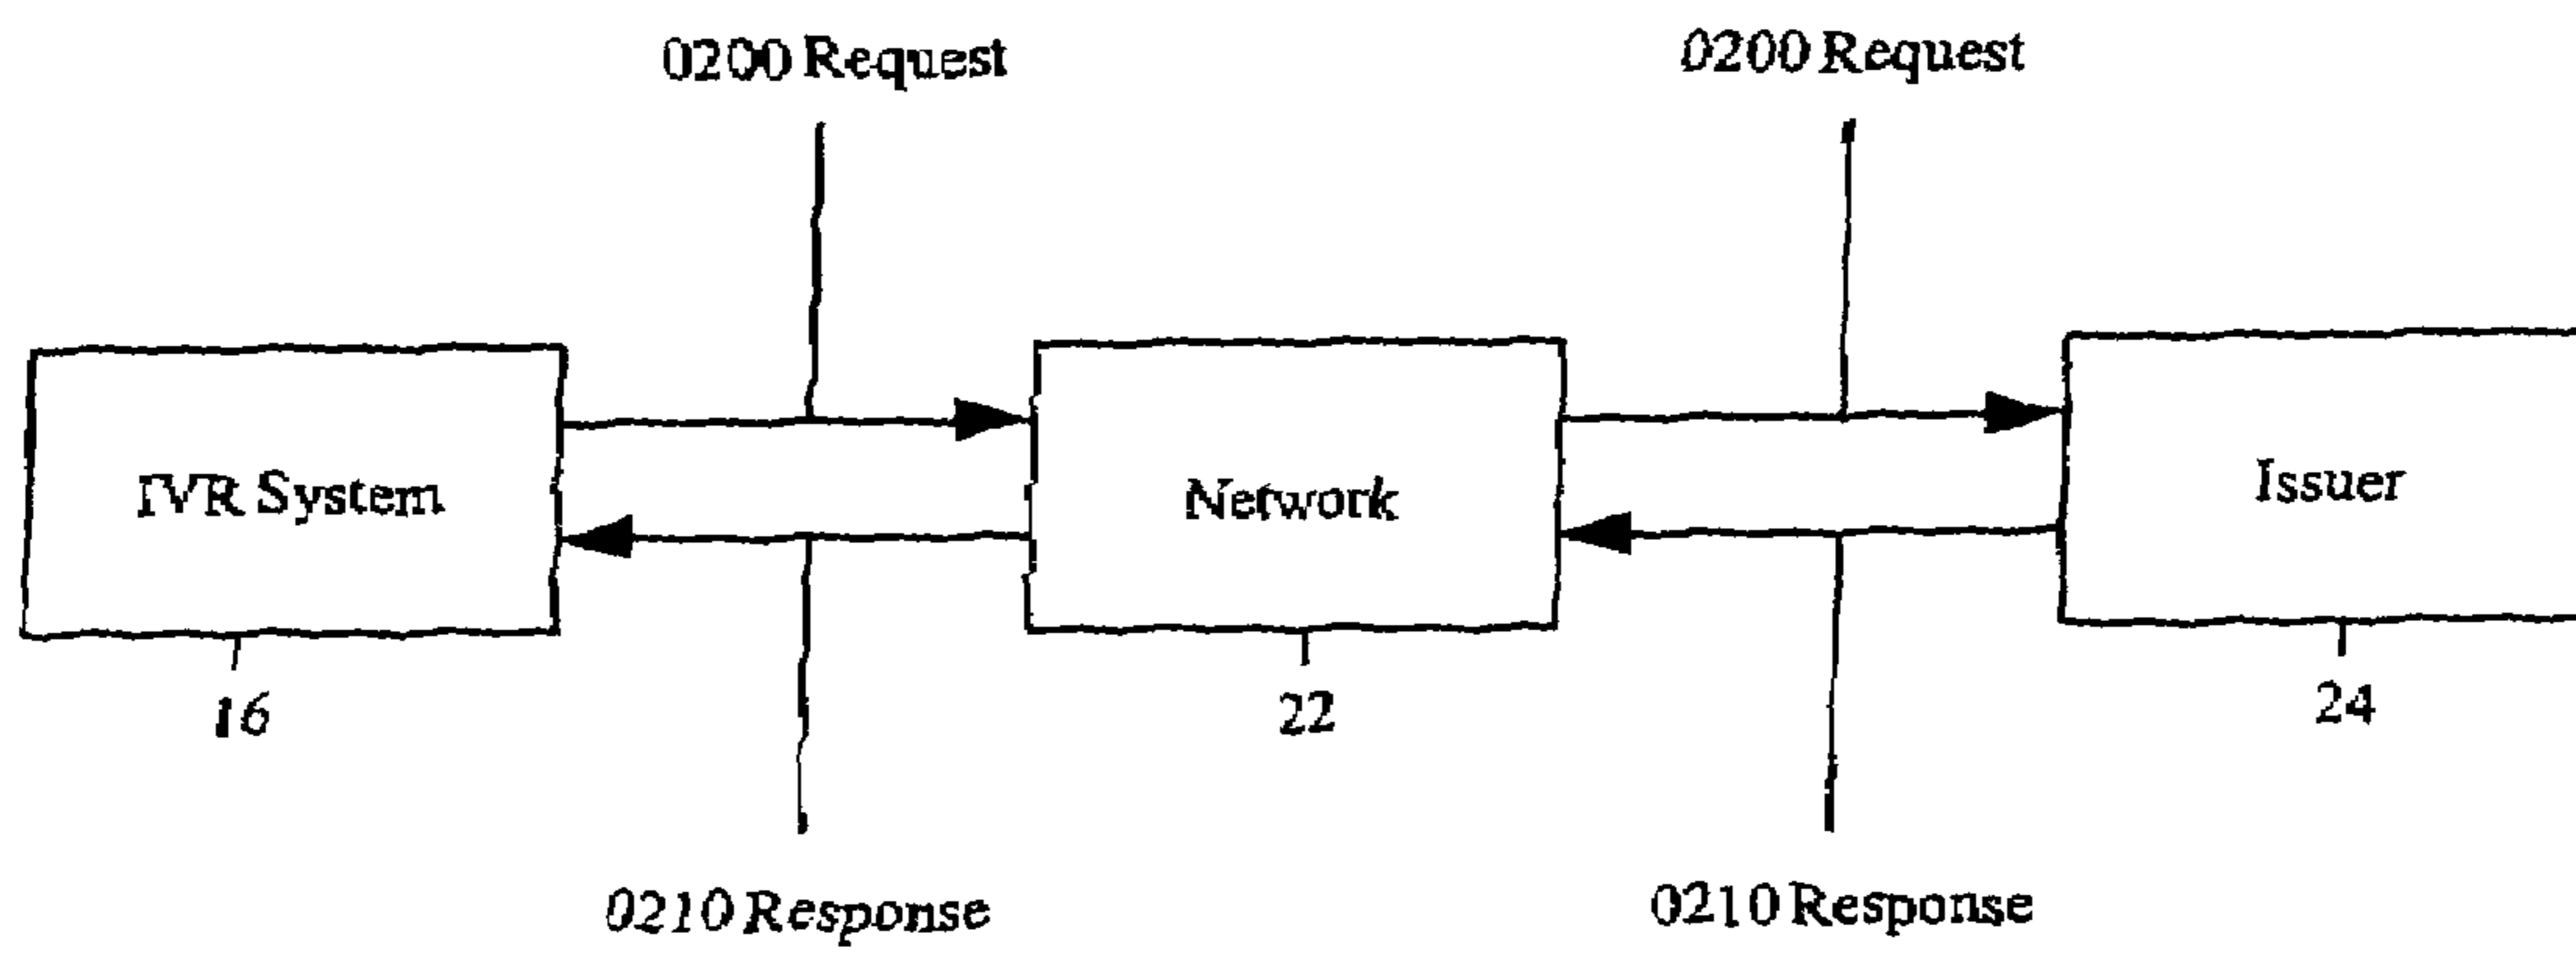 0200 Request
0200 Request
IVR System
Network
Issuer
16
22
24
0210 Response
0210 Response